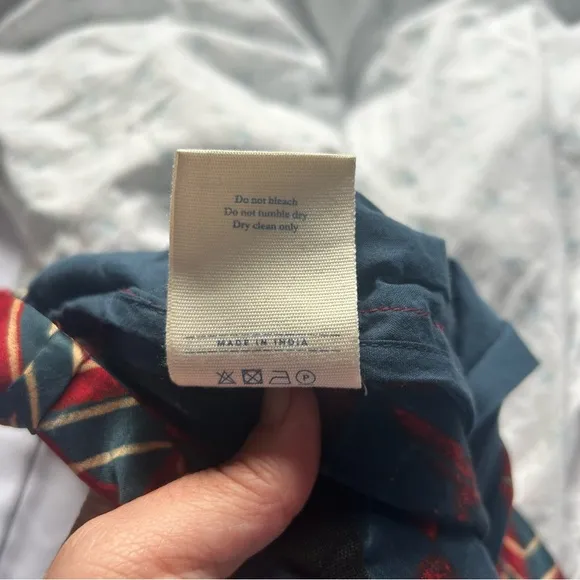 Do not bleach
Do not tumble dry
Dry clean only
MADE IN INDIA
P